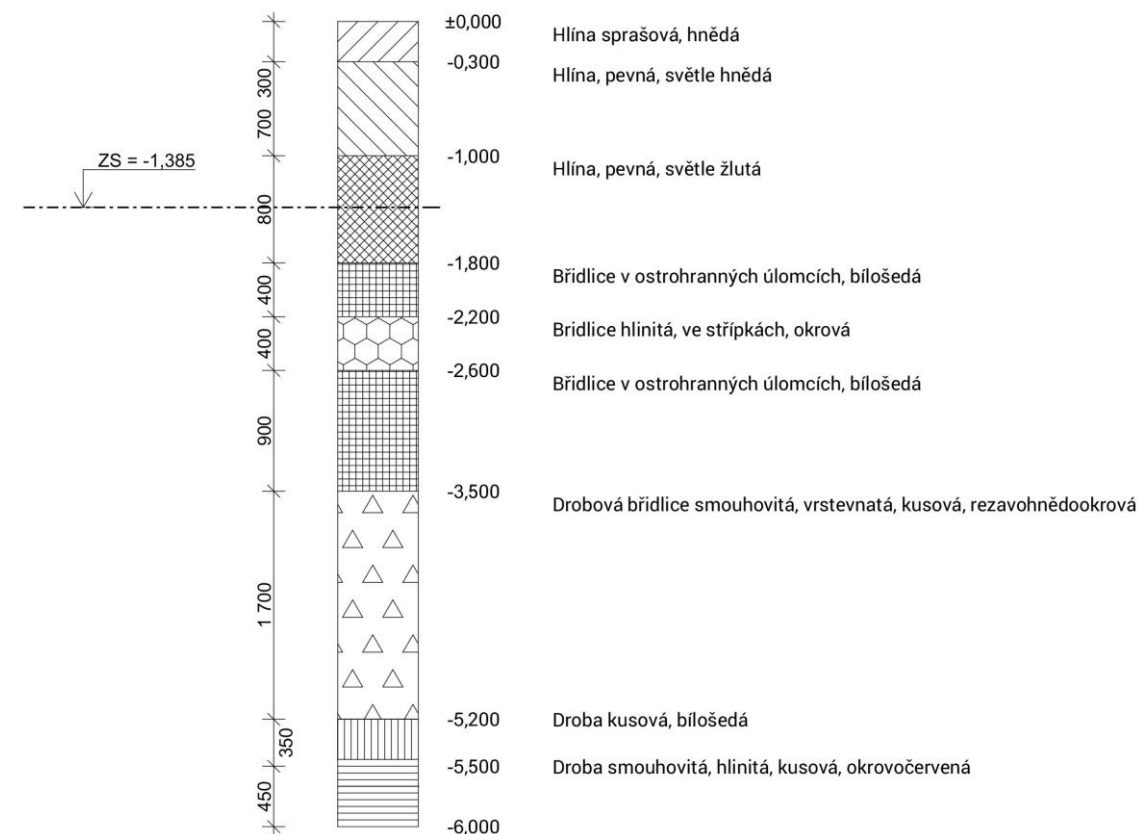 ±0,000
Hlína sprašová, hnědá
-0,300
300
Hlína, pevná, světle hnědá
700
ZS = -1,385
-1,000
Hlína, pevná, světle žlutá
800
-1,800
Břidlice v ostrohranných úlomcích, bílošedá
400
-2,200
Bridlice hlinitá, ve střípkách, okrová
400
-2,600
Břidlice v ostrohranných úlomcích, bílošedá
900
-3,500
Drobová břidlice smouhovitá, vrstevnatá, kusová, rezavohnědookrová
1 700
-5,200
Droba kusová, bílošedá
350
-5,500
Droba smouhovitá, hlinitá, kusová, okrovočervená
450
-6,000